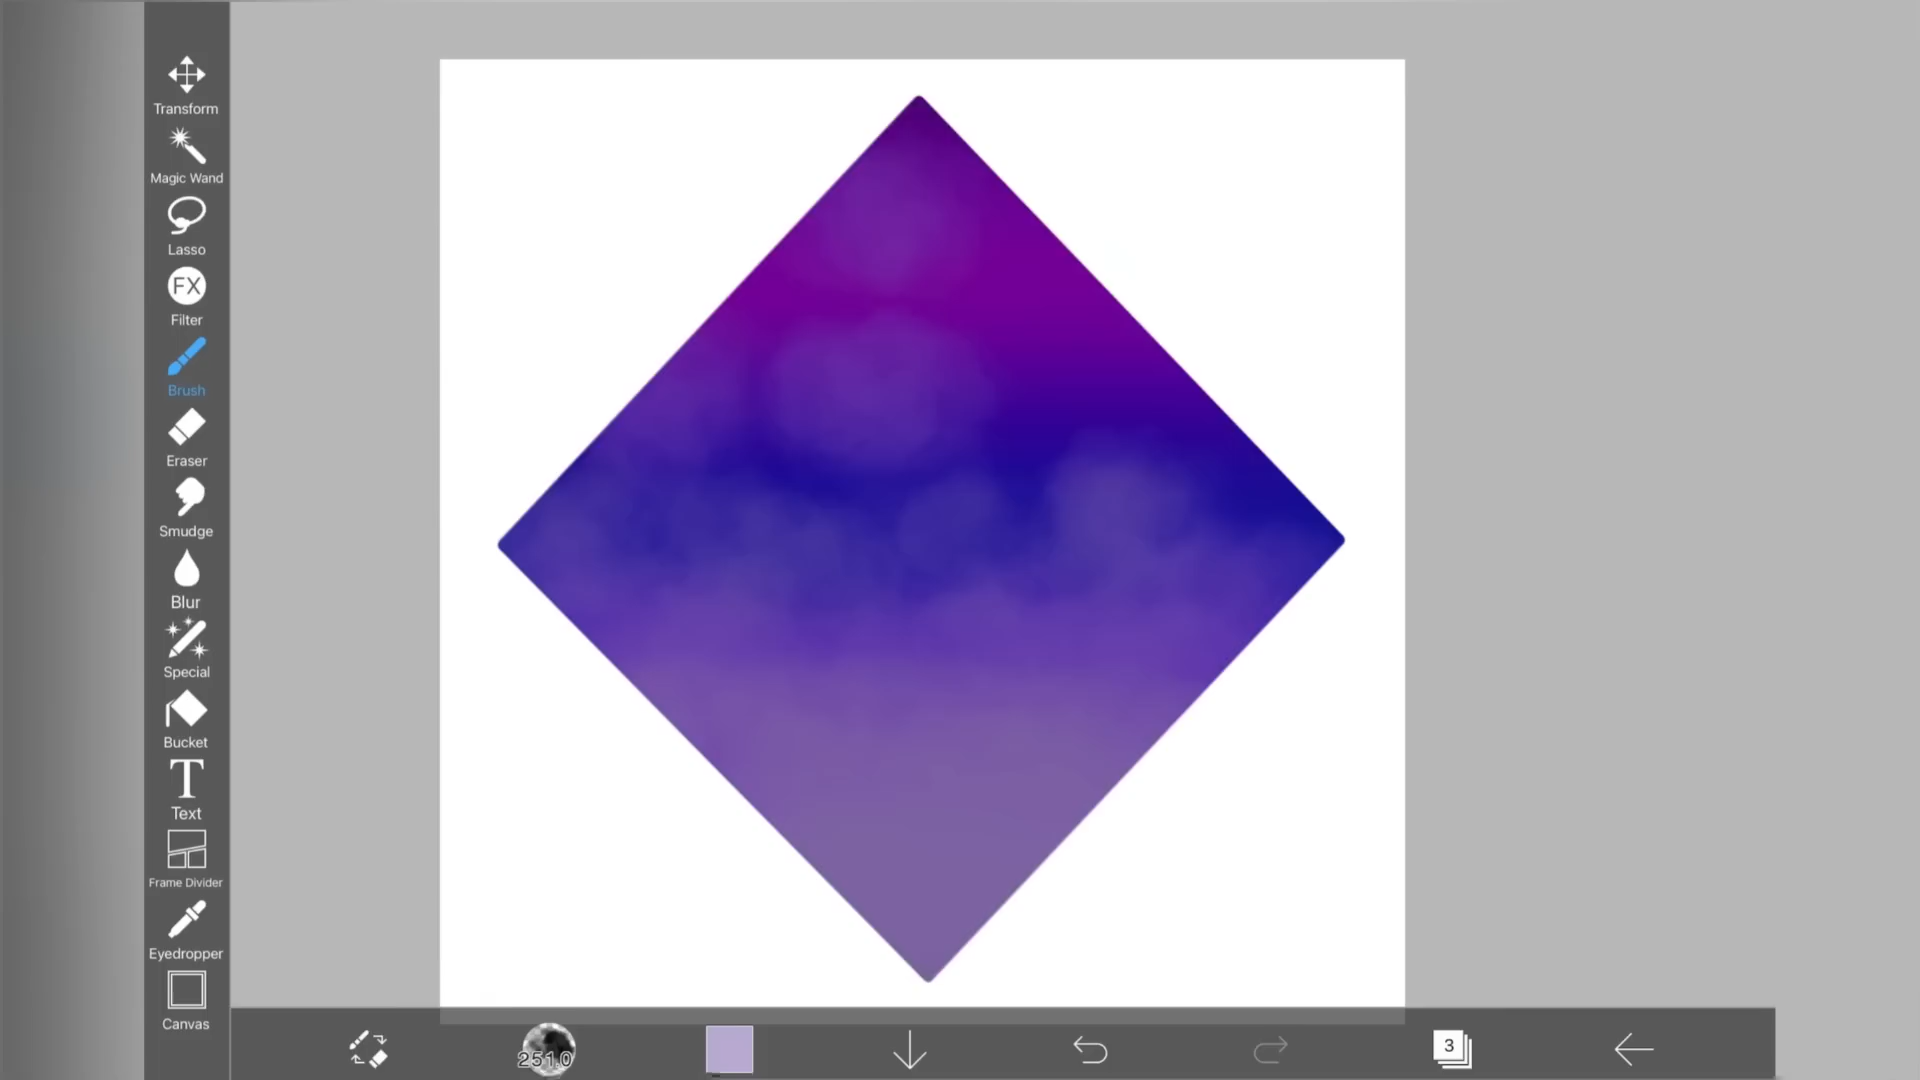 Transform
Magic Wand
Lasso
FX
Filter
Brush
Eraser
Smudge
Blur
Special
Bucket
T
Text
Frame Divider
Eyedropper
Canvas
251.0
3